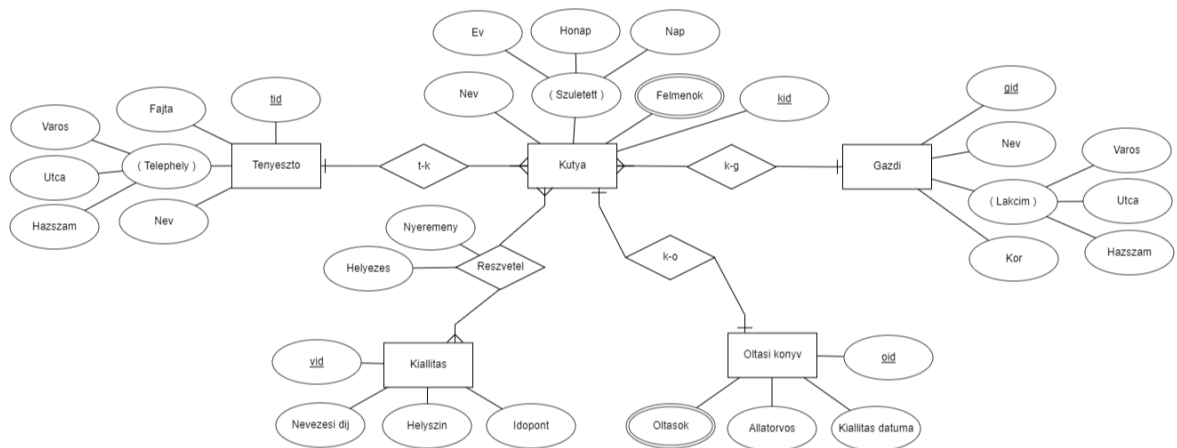 Ev
Honap
Nap
Nev
( Szuletett )
Felmenok
kid
Fajta
tid
Varos
( Telephely )
Utca
Hazszam
Nev
Tenyeszto
t-k
Kutya
k-g
Gazdi
gid
Nev
Varos
( Lakcim )
Utca
Kor
Hazszam
Nyeremeny
Helyezes
Reszvetel
k-o
Kiallitas
vid
Nevezesi dij
Helyszin
Idopont
Oltasi konyv
oid
Oltasok
Allatorvos
Kiallitas datuma